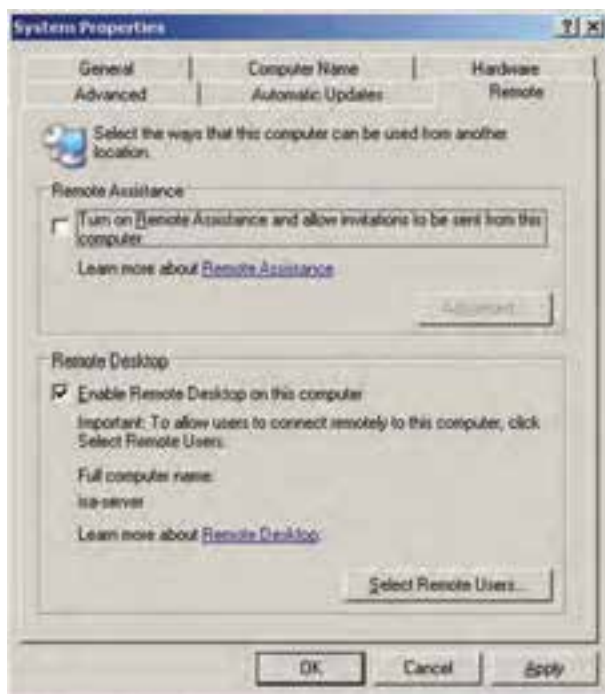 System Properties
General
Computer Name
Hardware
Advanced
Automatic Updates
Remote
Select the ways that this computer can be used from another
location.
Remote Assistance
Turn on Remote Assistance and allow invitations to be sent from this
computer
Learn more about Remote Assistance
Advanced
Remote Desktop
Enable Remote Desktop on this computer
Important: To allow users to connect remotely to this computer, click
Select Remote Users.
Full computer name:
isa-server
Learn more about Remote Desktop.
Select Remote Users...
OK
Cancel
Apply